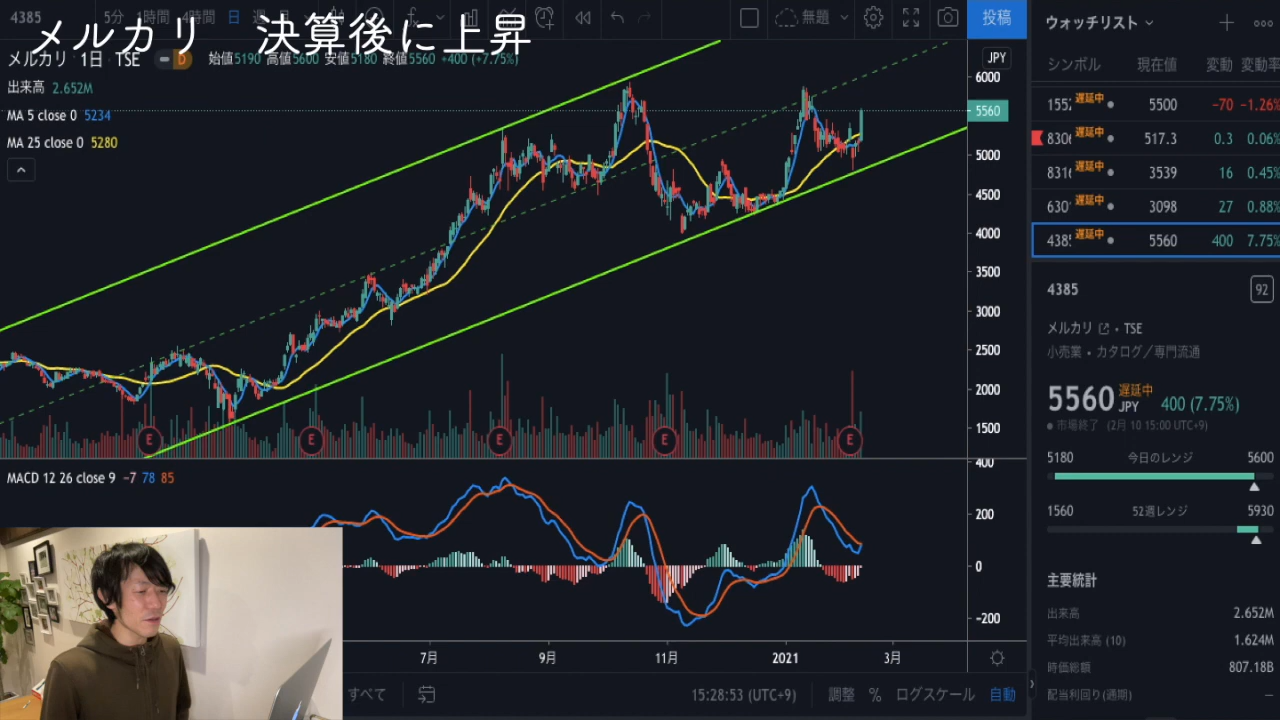 メルカリ　決算後に上昇
4385
5分
1時間
4時間
日
週
無題
投稿
メルカリ・1日・TSE
D
始値5190 高値5600 安値5180 終値5560 +400 (+7.75%)
JPY
出来高 2.652M
MA 5 close 0 5234
MA 25 close 0 5280
6000
5560
5000
4500
4000
3500
3000
2500
2000
1500
E
E
E
E
E
MACD 12 26 close 9 −7 78 85
400
200
0
−200
7月
9月
11月
2021
3月
すべて
15:28:53 (UTC+9)
調整
%
ログスケール
自動
ウォッチリスト
シンボル 現在値 変動 変動率
155 遅延中 5500 −70 −1.26%
8306 遅延中 517.3 0.3 0.06%
8316 遅延中 3539 16 0.45%
630 遅延中 3098 27 0.88%
4385 遅延中 5560 400 7.75%
4385
92
メルカリ・TSE
小売業・カタログ／専門流通
5560 遅延中 JPY 400 (7.75%)
市場終了 (2月 10 15:00 UTC+9)
5180 今日のレンジ 5600
1560 52週レンジ 5930
主要統計
出来高 2.652M
平均出来高 (10) 1.624M
時価総額 807.18B
配当利回り(通期) −